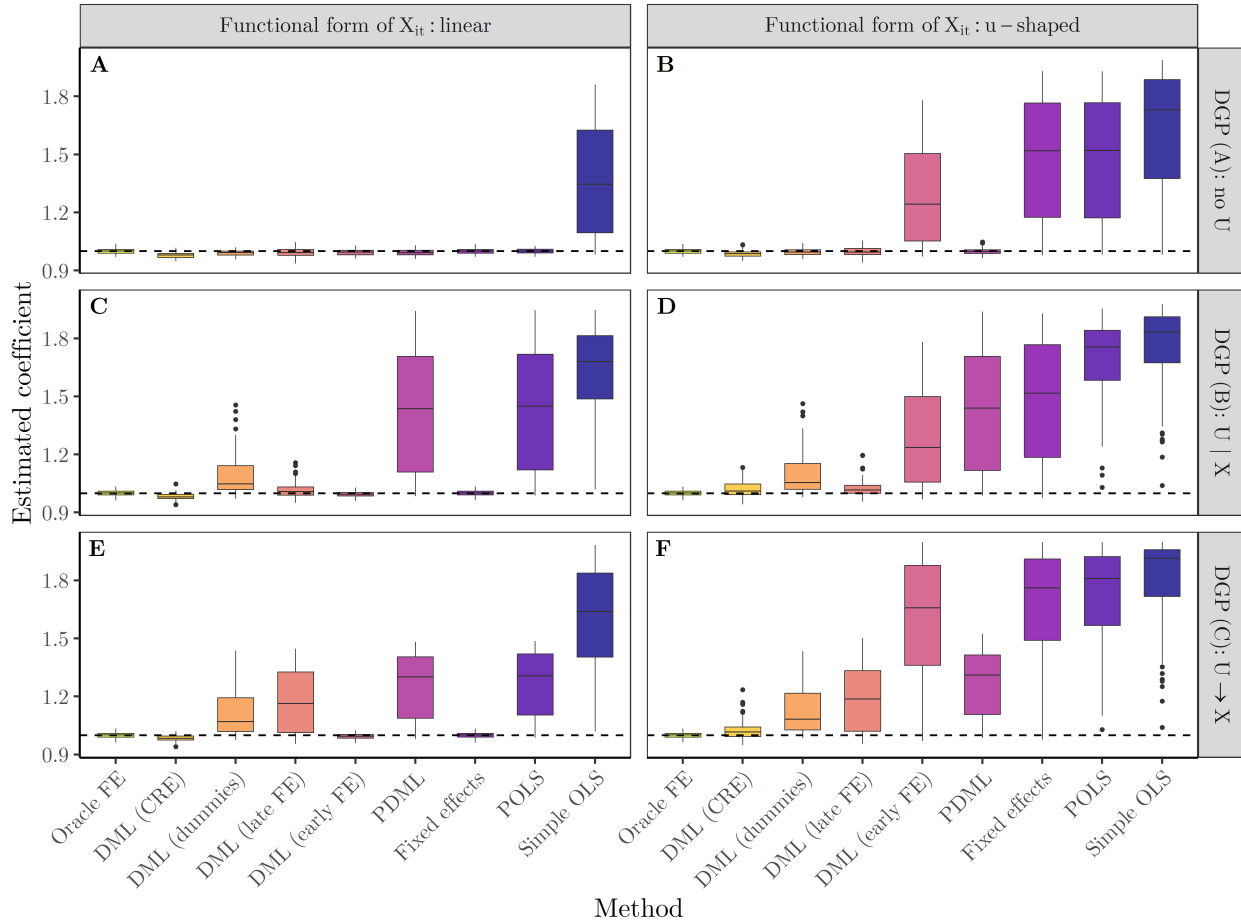 Functional form of Xit : linear
Functional form of Xit : u − shaped
A
B
DGP (A): no U
1.8
1.5
1.2
0.9
C
D
DGP (B): U | X
1.8
1.5
1.2
0.9
E
F
DGP (C): U → X
1.8
1.5
1.2
0.9
Estimated coefficient
Oracle FE
DML (CRE)
DML (dummies)
DML (late FE)
DML (early FE)
PDML
Fixed effects
POLS
Simple OLS
Oracle FE
DML (CRE)
DML (dummies)
DML (late FE)
DML (early FE)
PDML
Fixed effects
POLS
Simple OLS
Method